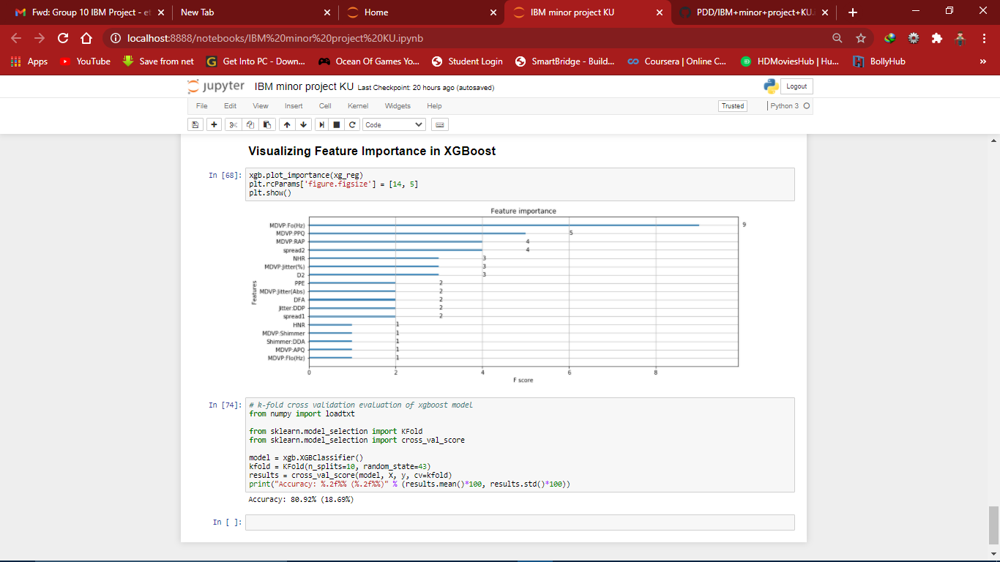 Fwd: Group 10 IBM Project - et
New Tab
Home
IBM minor project KU
PDD/IBM+minor+project+KU.
localhost:8888/notebooks/IBM%20minor%20project%20KU.ipynb
Apps
YouTube
Save from net
Get Into PC - Down...
Ocean Of Games Yo...
Student Login
SmartBridge - Build...
Coursera | Online C...
HDMoviesHub | Hu...
BollyHub
»
jupyter
IBM minor project KU Last Checkpoint: 20 hours ago (autosaved)
Logout
File Edit View Insert Cell Kernel Widgets Help
Trusted
Python 3
Code
Visualizing Feature Importance in XGBoost
In [68]:
xgb.plot_importance(xg_reg)
plt.rcParams['figure.figsize'] = [14, 5]
plt.show()
Feature importance
Features
MDVP:Fo(Hz) 9
MDVP:PPQ 5
MDVP:RAP 4
spread2 4
NHR 3
MDVP:Jitter(%) 3
D2 3
PPE 2
MDVP:Jitter(Abs) 2
DFA 2
Jitter:DDP 2
spread1 2
HNR 1
MDVP:Shimmer 1
Shimmer:DDA 1
MDVP:APQ 1
MDVP:Flo(Hz) 1
0 2 4 6 8
F score
In [74]:
# k-fold cross validation evaluation of xgboost model
from numpy import loadtxt
from sklearn.model_selection import KFold
from sklearn.model_selection import cross_val_score
model = xgb.XGBClassifier()
kfold = KFold(n_splits=10, random_state=43)
results = cross_val_score(model, X, y, cv=kfold)
print("Accuracy: %.2f%% (%.2f%%)" % (results.mean()*100, results.std()*100))
Accuracy: 80.92% (18.69%)
In [ ]: